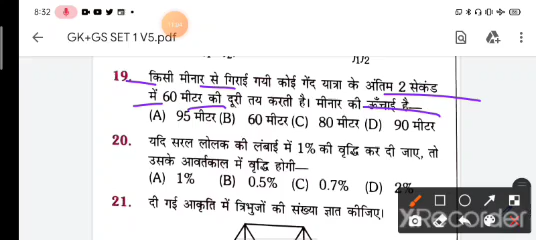 8:32
GK+GS SET 1 V5.pdf
19. किसी मीनार से गिराई गयी कोई गेंद यात्रा के अंतिम 2 सेकंड
में 60 मीटर की दूरी तय करती है। मीनार की ऊँचाई है—
(A) 95 मीटर (B) 60 मीटर (C) 80 मीटर (D) 90 मीटर
20. यदि सरल लोलक की लंबाई में 1% की वृद्धि कर दी जाए, तो
उसके आवर्तकाल में वृद्धि होगी—
(A) 1% (B) 0.5% (C) 0.7% (D) 2%
21. दी गई आकृति में त्रिभुजों की संख्या ज्ञात कीजिए।
XRecorder